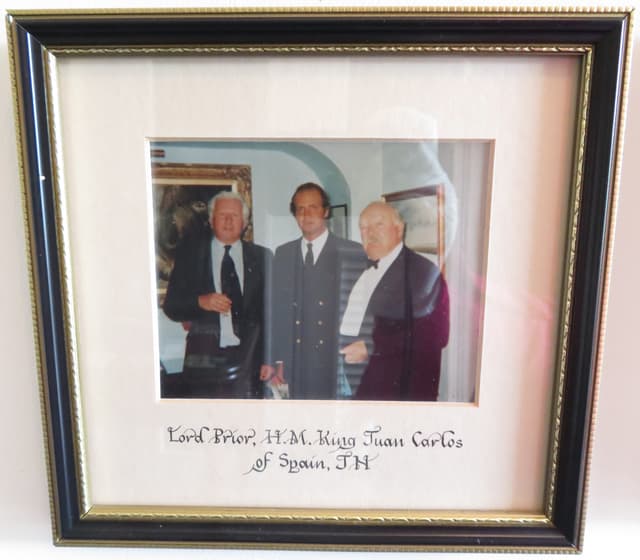 Lord Prior, H.M. King Juan Carlos
of Spain, JH